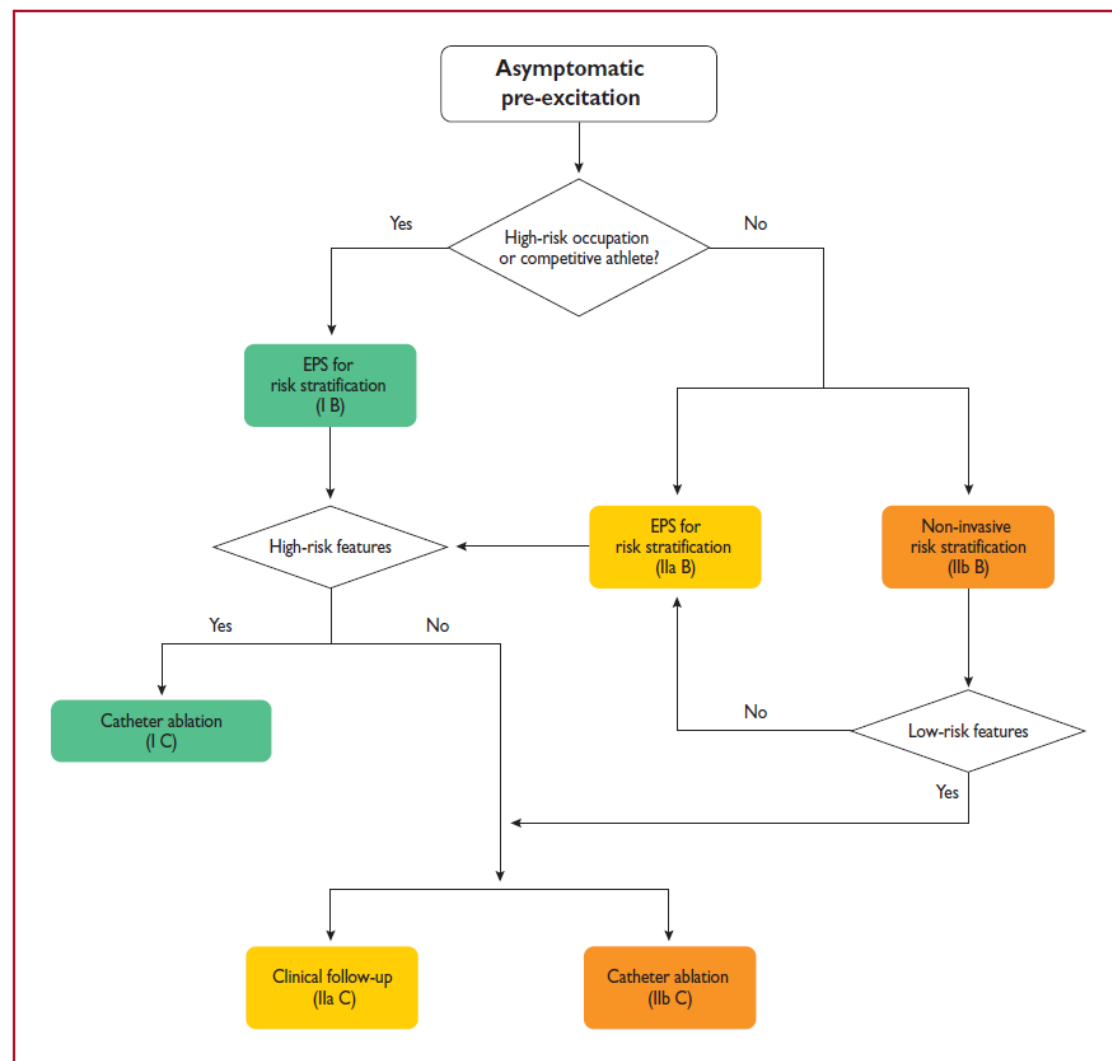 Asymptomatic
pre-excitation
Yes
No
High-risk occupation
or competitive athlete?
EPS for
risk stratification
(I B)
High-risk features
EPS for
risk stratification
(IIa B)
Non-invasive
risk stratification
(IIb B)
Yes
No
Catheter ablation
(I C)
No
Low-risk features
Yes
Clinical follow-up
(IIa C)
Catheter ablation
(IIb C)